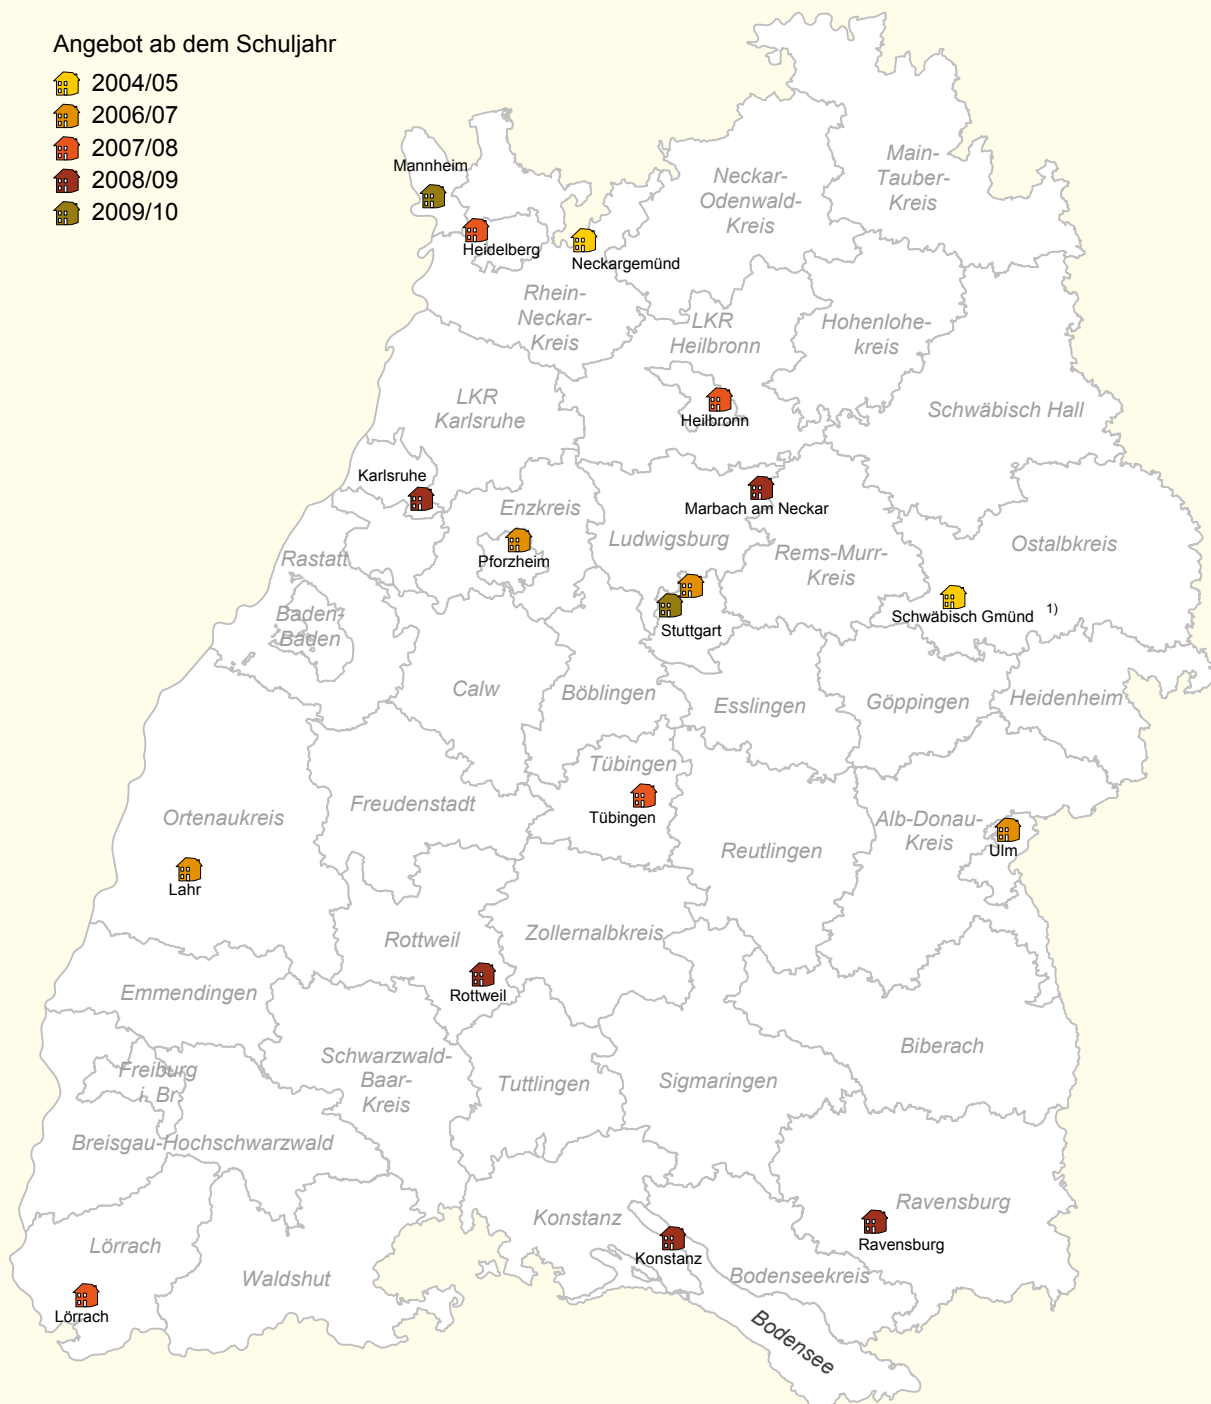 Angebot ab dem Schuljahr
2004/05
2006/07
2007/08
2008/09
2009/10
Mannheim
Heidelberg
Neckargemünd
Main-
Tauber-
Kreis
Neckar-
Odenwald-
Kreis
Rhein-
Neckar-
Kreis
LKR
Heilbronn
Hohenlohe-
kreis
LKR
Karlsruhe
Heilbronn
Schwäbisch Hall
Karlsruhe
Enzkreis
Marbach am Neckar
Ludwigsburg
Rems-Murr-
Kreis
Ostalbkreis
Rastatt
Pforzheim
Baden-
Baden
Stuttgart
Schwäbisch Gmünd 1)
Calw
Böblingen
Esslingen
Göppingen
Heidenheim
Tübingen
Tübingen
Ortenaukreis
Freudenstadt
Reutlingen
Alb-Donau-
Kreis
Ulm
Lahr
Rottweil
Zollernalbkreis
Rottweil
Emmendingen
Biberach
Freiburg
i. Br.
Schwarzwald-
Baar-
Kreis
Tuttlingen
Sigmaringen
Breisgau-Hochschwarzwald
Ravensburg
Ravensburg
Konstanz
Konstanz
Lörrach
Lörrach
Waldshut
Bodenseekreis
Bodensee